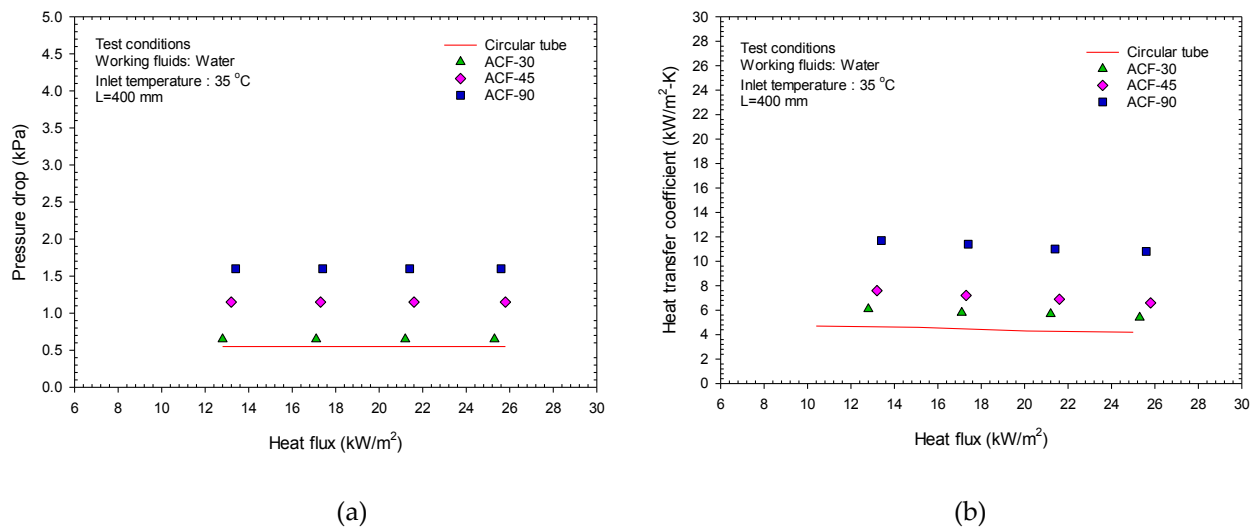 5.0
4.5
4.0
3.5
3.0
2.5
2.0
1.5
1.0
0.5
0.0
Pressure drop (kPa)
Test conditions
Working fluids: Water
Inlet temperature : 35 °C
L=400 mm
Circular tube
ACF-30
ACF-45
ACF-90
6 8 10 12 14 16 18 20 22 24 26 28 30
Heat flux (kW/m²)
(a)
30
28
26
24
22
20
18
16
14
12
10
8
6
4
2
0
Heat transfer coefficient (kW/m²-K)
Test conditions
Working fluids: Water
Inlet temperature : 35 °C
L=400 mm
Circular tube
ACF-30
ACF-45
ACF-90
6 8 10 12 14 16 18 20 22 24 26 28 30
Heat flux (kW/m²)
(b)